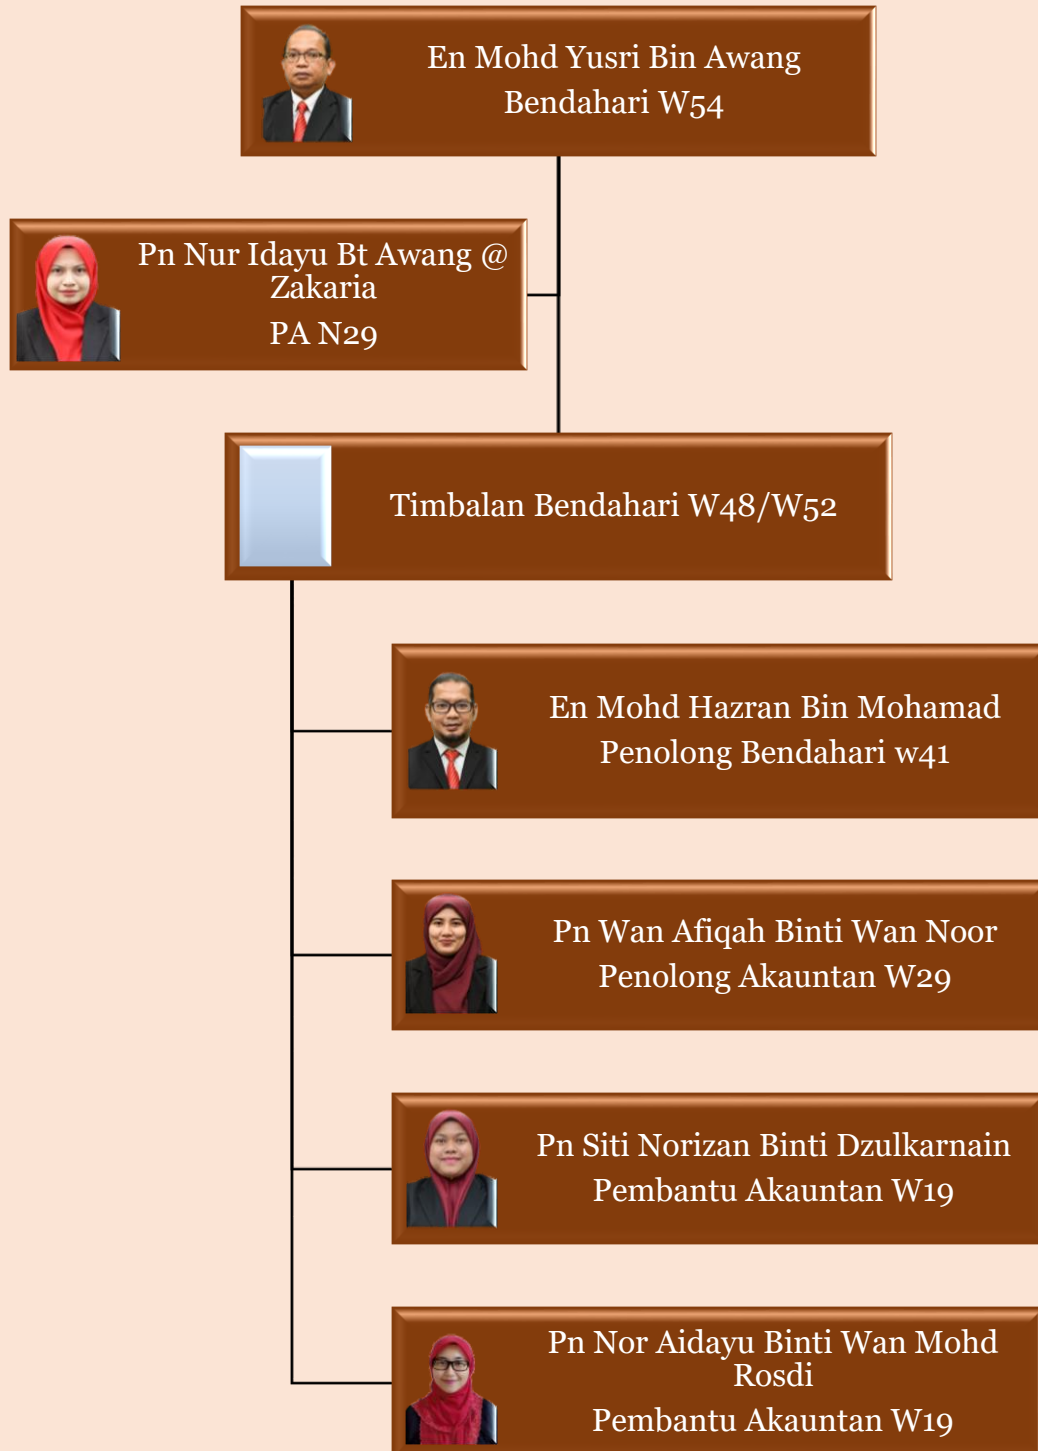 En Mohd Yusri Bin Awang
Bendahari W54
Pn Nur Idayu Bt Awang @
Zakaria
PA N29
Timbalan Bendahari W48/W52
En Mohd Hazran Bin Mohamad
Penolong Bendahari w41
Pn Wan Afiqah Binti Wan Noor
Penolong Akauntan W29
Pn Siti Norizan Binti Dzulkarnain
Pembantu Akauntan W19
Pn Nor Aidayu Binti Wan Mohd
Rosdi
Pembantu Akauntan W19